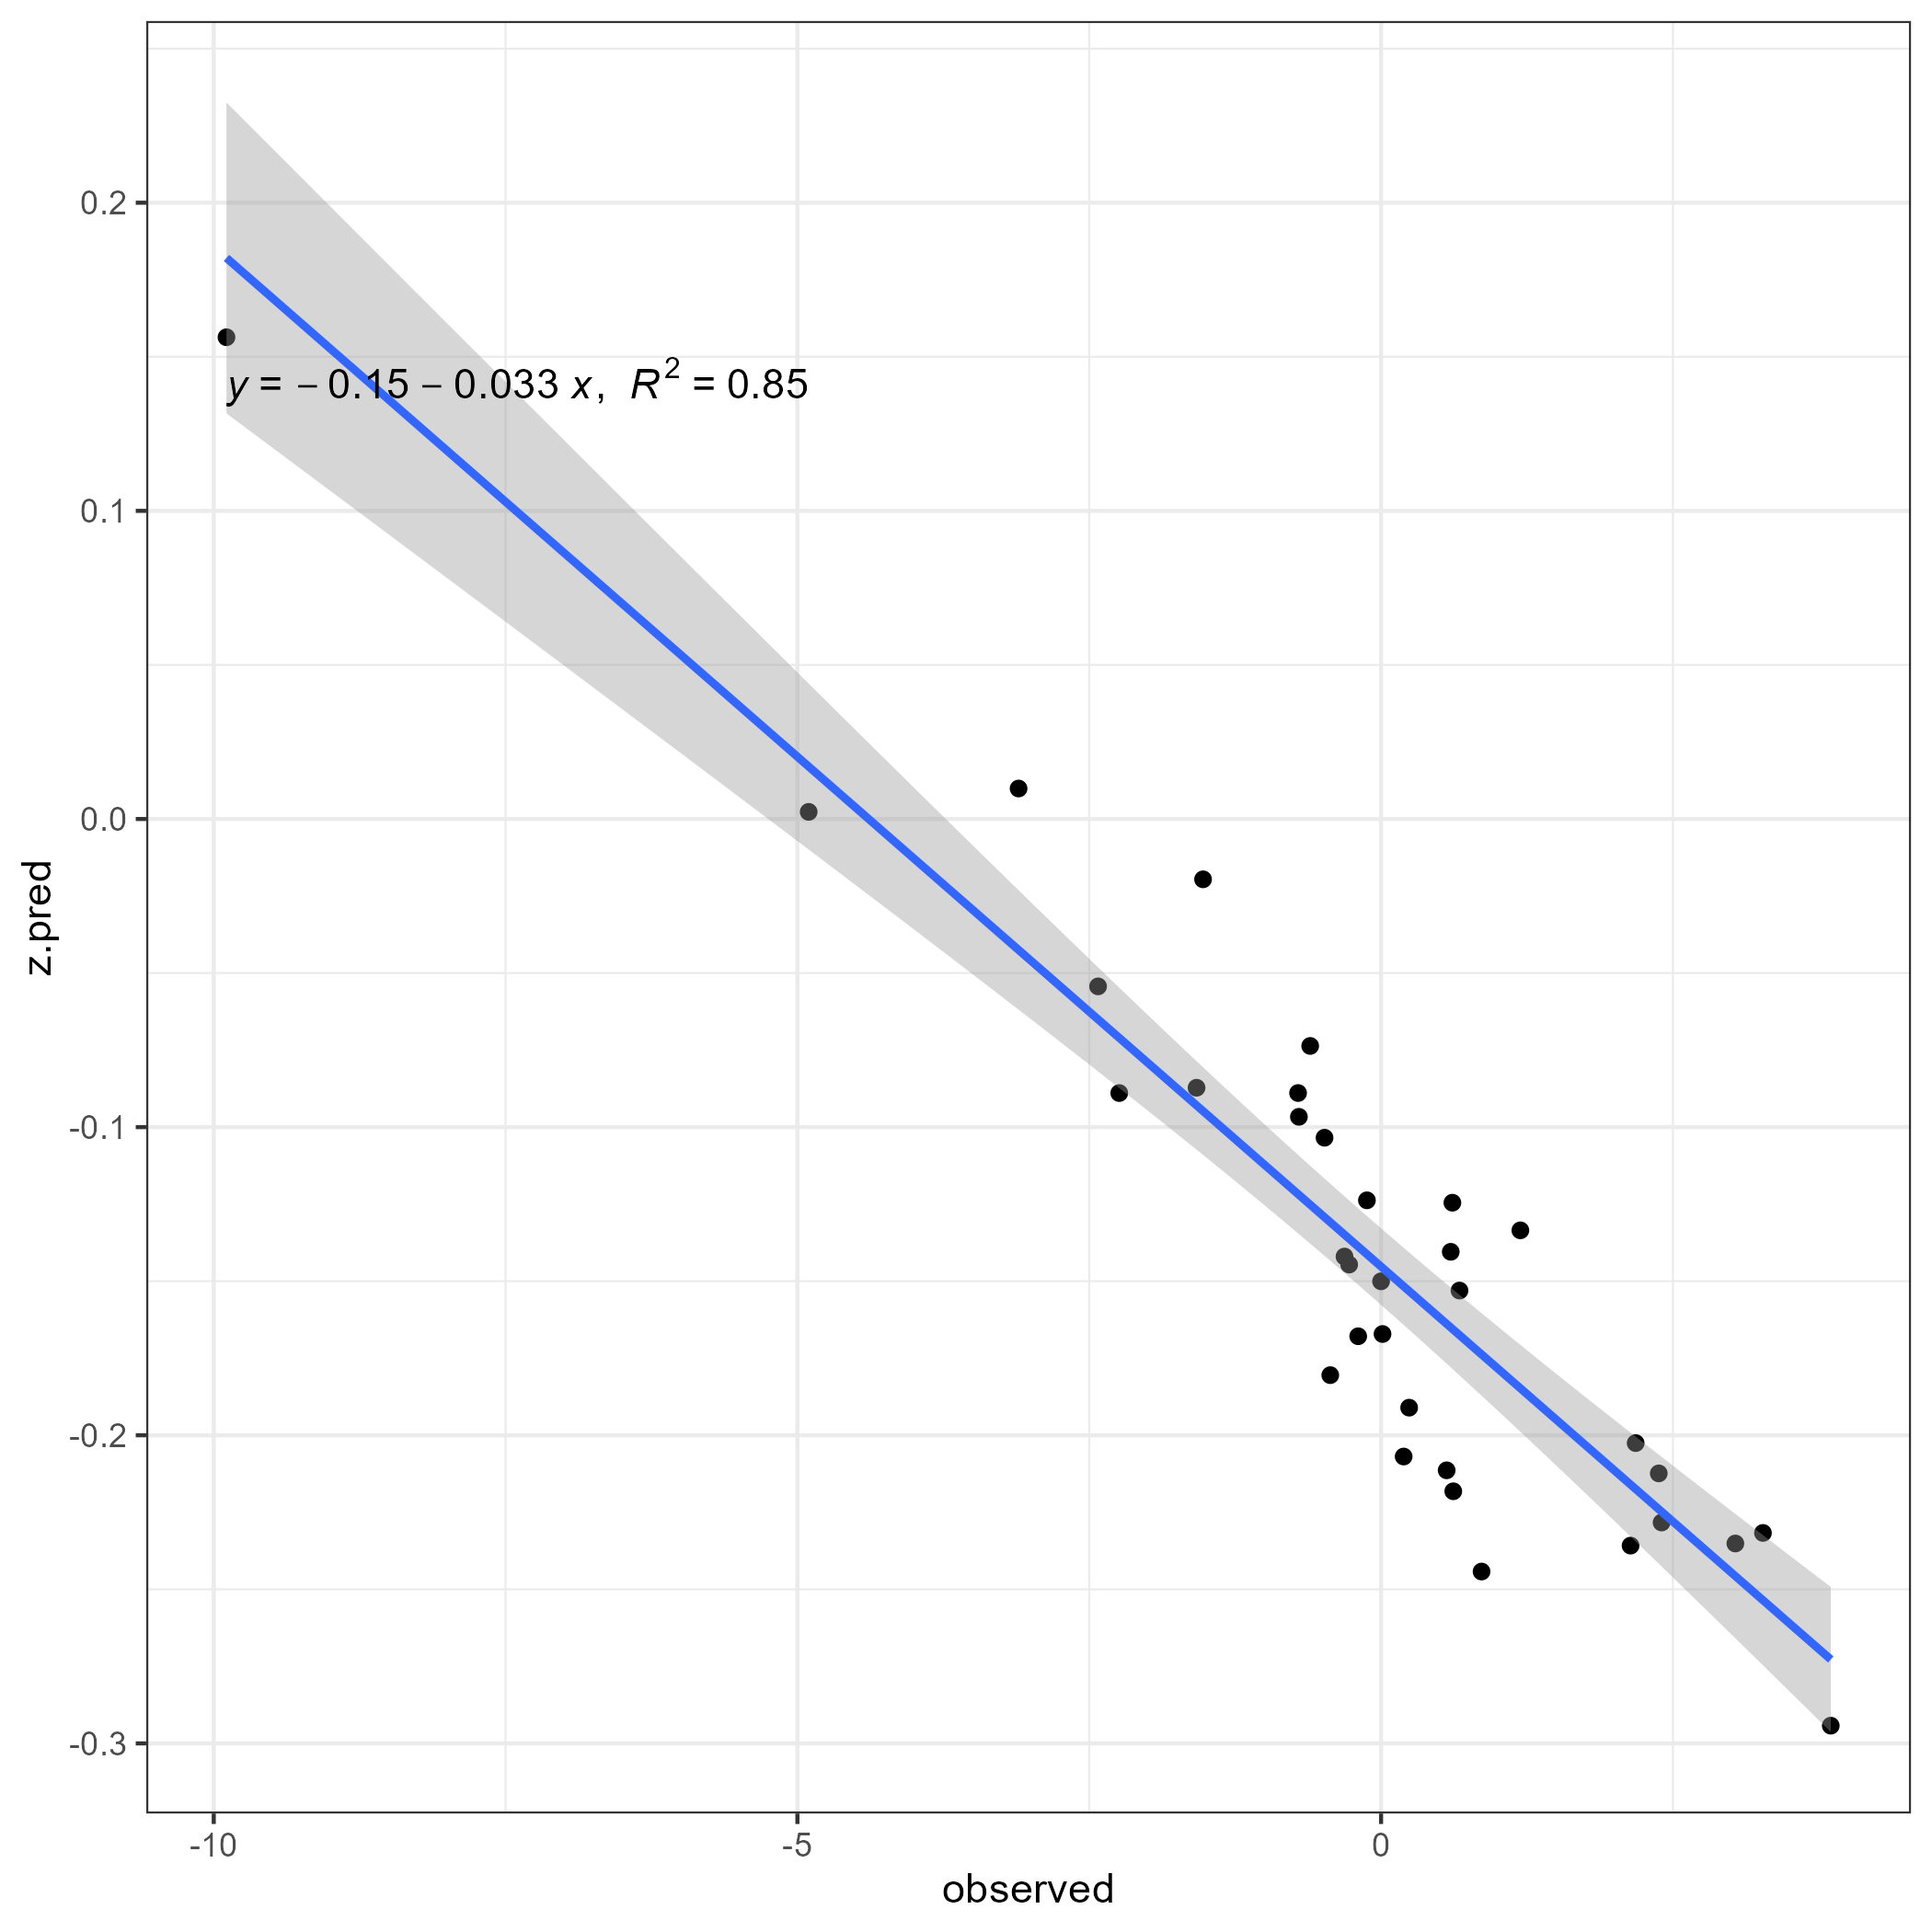 0.2
y = − 0.15 − 0.033 x, R² = 0.85
0.1
0.0
z.pred
-0.1
-0.2
-0.3
-10 -5 0
observed